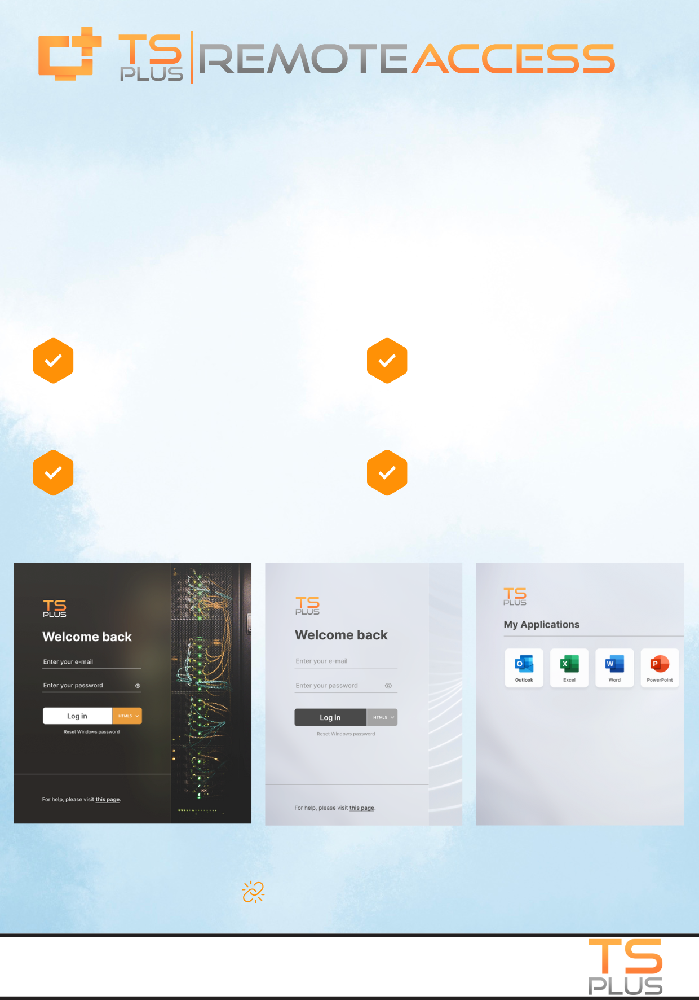 TS
PLUS
REMOTEACCESS
TS
PLUS
Welcome back
Enter your e-mail
Enter your password
Log in
HTML5
Reset Windows password
For help, please visit this page.
TS
PLUS
Welcome back
Enter your e-mail
Enter your password
Log in
HTML5
Reset Windows password
For help, please visit this page.
TS
PLUS
My Applications
O
X
W
P
Outlook
Excel
Word
PowerPoint
TS
PLUS